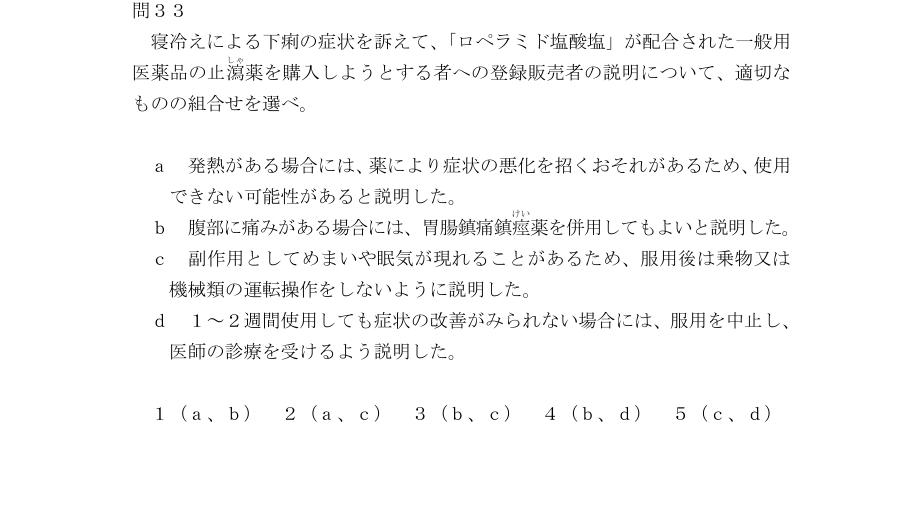 問３３
寝冷えによる下痢の症状を訴えて、「ロペラミド塩酸塩」が配合された一般用
医薬品の止瀉薬を購入しようとする者への登録販売者の説明について、適切な
ものの組合せを選べ。
ａ　発熱がある場合には、薬により症状の悪化を招くおそれがあるため、使用
できない可能性があると説明した。
ｂ　腹部に痛みがある場合には、胃腸鎮痛鎮痙薬を併用してもよいと説明した。
ｃ　副作用としてめまいや眠気が現れることがあるため、服用後は乗物又は
機械類の運転操作をしないように説明した。
ｄ　１～２週間使用しても症状の改善がみられない場合には、服用を中止し、
医師の診療を受けるよう説明した。
１（ａ、ｂ）　２（ａ、ｃ）　３（ｂ、ｃ）　４（ｂ、ｄ）　５（ｃ、ｄ）